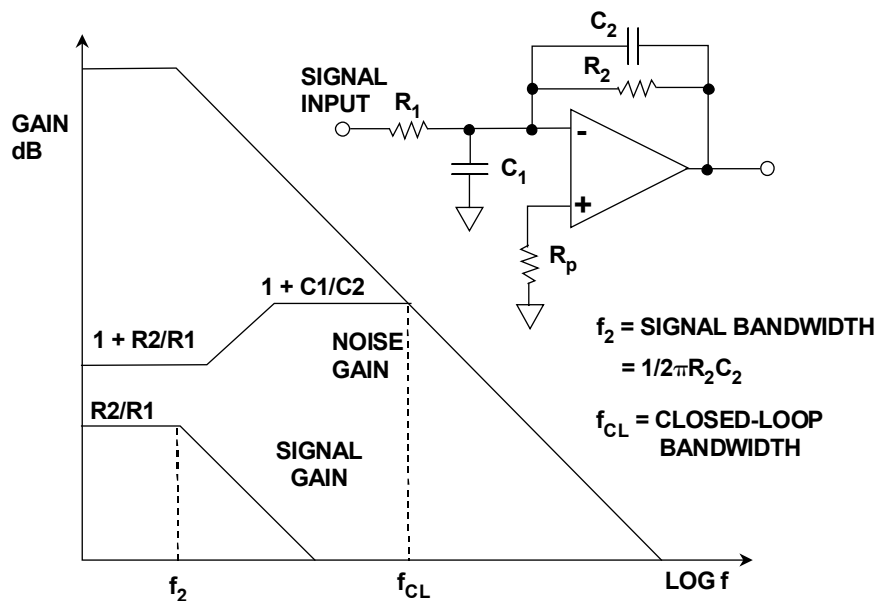 GAIN
dB
SIGNAL
INPUT
R1
C1
C2
R2
-
+
Rp
1 + C1/C2
1 + R2/R1
NOISE
GAIN
R2/R1
SIGNAL
GAIN
f2 = SIGNAL BANDWIDTH
= 1/2πR2C2
fCL = CLOSED-LOOP
BANDWIDTH
f2
fCL
LOG f